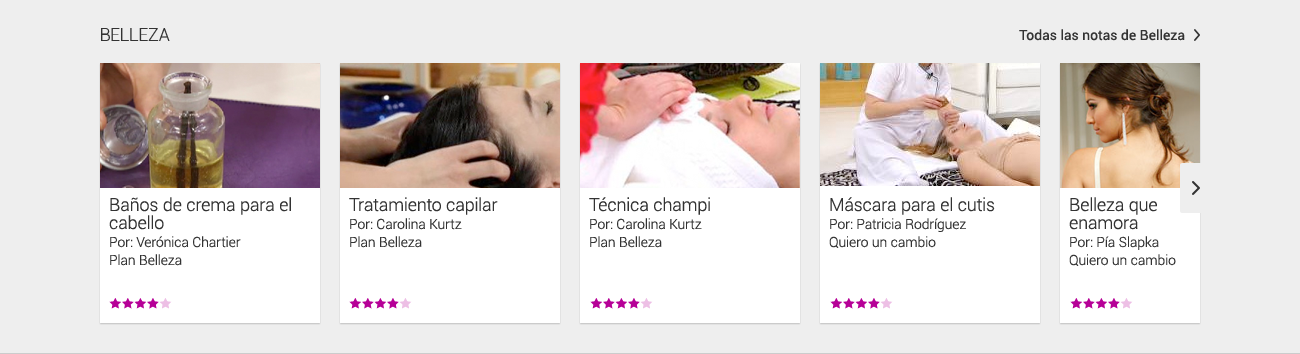 BELLEZA
Todas las notas de Belleza
Baños de crema para el
cabello
Por: Verónica Chartier
Plan Belleza
Tratamiento capilar
Por: Carolina Kurtz
Plan Belleza
Técnica champi
Por: Carolina Kurtz
Plan Belleza
Máscara para el cutis
Por: Patricia Rodríguez
Quiero un cambio
Belleza que
enamora
Por: Pía Slapka
Quiero un cambio